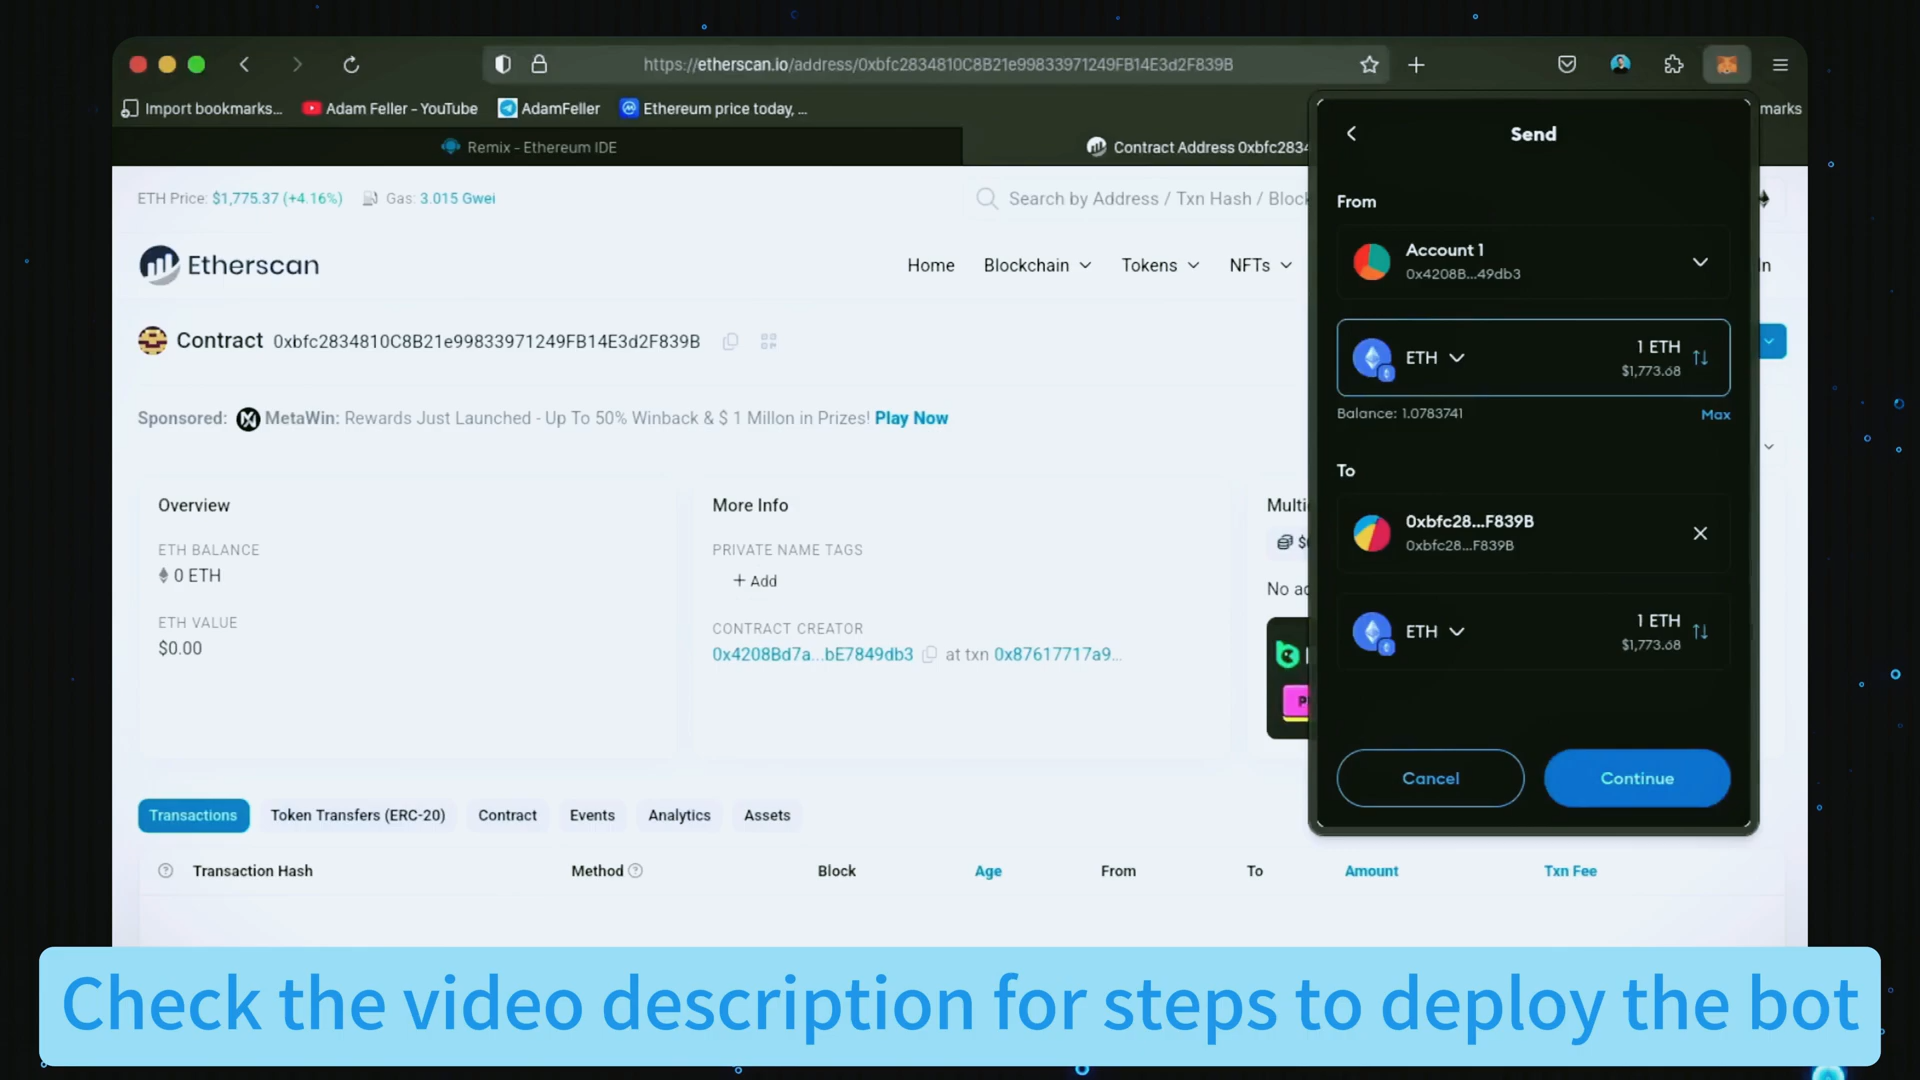 https://etherscan.io/address/0xbfc2834810C8B21e99833971249FB14E3d2F839B
Import bookmarks...
Adam Feller - YouTube
AdamFeller
Ethereum price today, ...
marks
Remix - Ethereum IDE
Contract Address 0xbfc2834
ETH Price: $1,775.37 (+4.16%)
Gas: 3.015 Gwei
Search by Address / Txn Hash / Block
Etherscan
Home
Blockchain
Tokens
NFTs
In
Contract 0xbfc2834810C8B21e99833971249FB14E3d2F839B
Sponsored: MetaWin: Rewards Just Launched - Up To 50% Winback & $ 1 Millon in Prizes! Play Now
Overview
ETH BALANCE
0 ETH
ETH VALUE
$0.00
More Info
PRIVATE NAME TAGS
+ Add
CONTRACT CREATOR
0x4208Bd7a...bE7849db3 at txn 0x87617717a9...
Multi
No ad
Send
From
Account 1
0x4208B...49db3
ETH
1 ETH
$1,773.68
Balance: 1.0783741
Max
To
0xbfc28...F839B
0xbfc28...F839B
ETH
1 ETH
$1,773.68
Cancel
Continue
Transactions
Token Transfers (ERC-20)
Contract
Events
Analytics
Assets
Transaction Hash
Method
Block
Age
From
To
Amount
Txn Fee
Check the video description for steps to deploy the bot